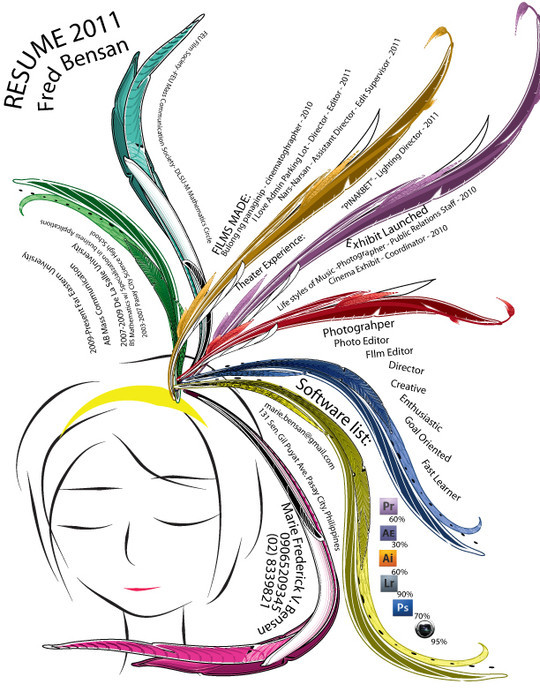 RESUME 2011
Fred Bensan
FEU Film Society -FEU Mass Communication Society- DLSU-M Mathematics Circle
2009-Present Far Eastern University
AB Mass Communication
2007-2009 De La Salle University
BS Mathematics w/ Specialization in business Applications
2003-2007 Pasay City Science High School
FILMS MADE:
Bulong ng panaginip - cinematoghrapher - 2010
I Love Admin Parking Lot - Director - Editor - 2011
Nars-Narsan - Assistant Director - Edit Supervisor - 2011
Theater Experience:
"PINAKBET" - Lighting Director - 2011
Exhibit Launched
Life styles of Music -Photographer - Public Relations Staff - 2010
Cinema Exhibit - Coordinator - 2010
Photograhper
Photo Editor
FIlm Editor
Director
Creative
Enthusiastic
Goal Oriented
Fast Learner
Software list:
Pr
60%
AE
30%
Ai
60%
Lr
90%
Ps
70%
95%
marie.bensan@gmail.com
131 Sen. Gil Puyat Ave. Pasay City, Philippines
Marie Frederick V. Bensan
09065209345
(02) 8339821